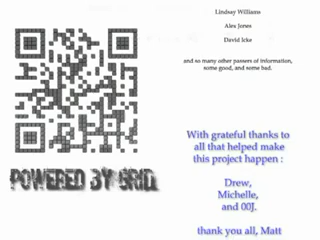 Lindsay Williams
Alex Jones
David Icke
and so many other passers of information,
some good, and some bad.
With grateful thanks to
all that helped make
this project happen :
Drew,
Michelle,
and 00J.
thank you all, Matt
POWERED BY GRID